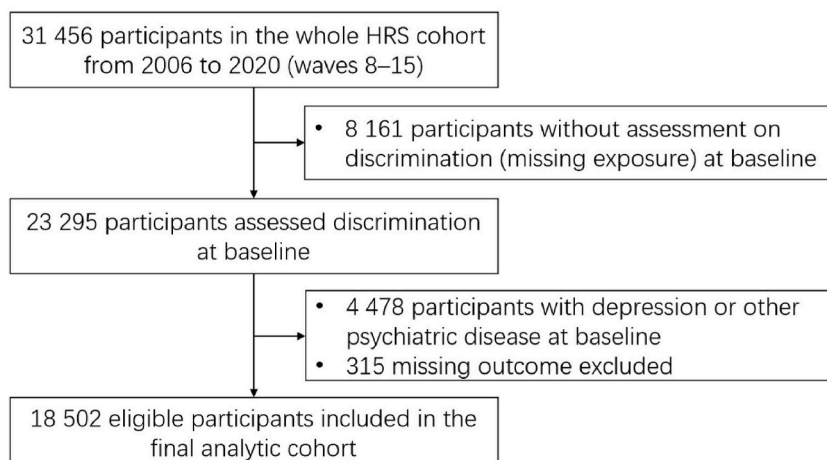 31 456 participants in the whole HRS cohort
from 2006 to 2020 (waves 8–15)
• 8 161 participants without assessment on
discrimination (missing exposure) at baseline
23 295 participants assessed discrimination
at baseline
• 4 478 participants with depression or other
psychiatric disease at baseline
• 315 missing outcome excluded
18 502 eligible participants included in the
final analytic cohort